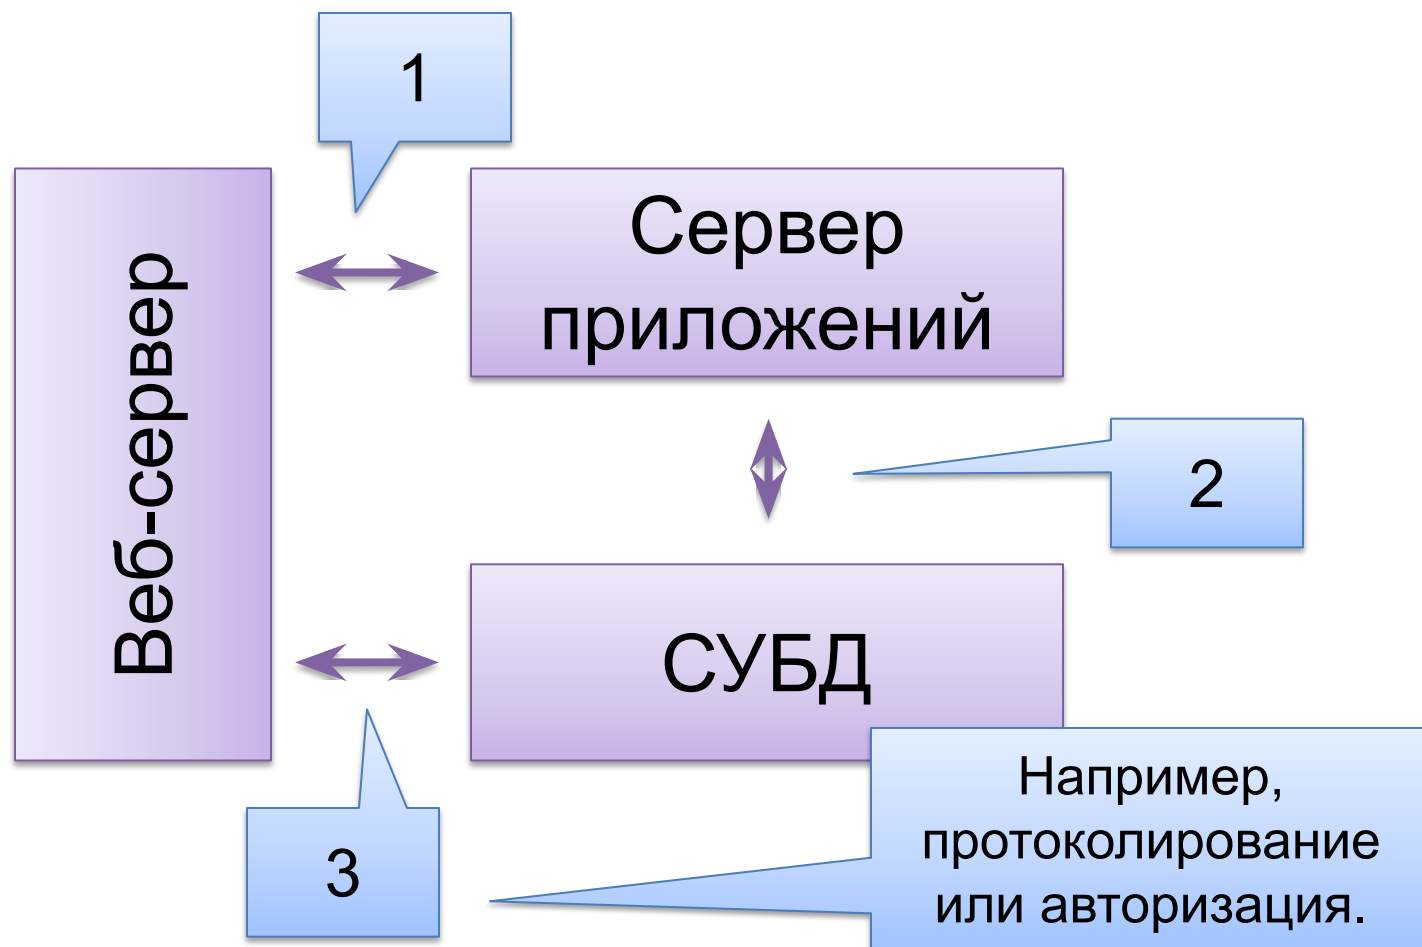 1
Сервер
приложений
Веб-сервер
2
СУБД
3
Например,
протоколирование
или авторизация.